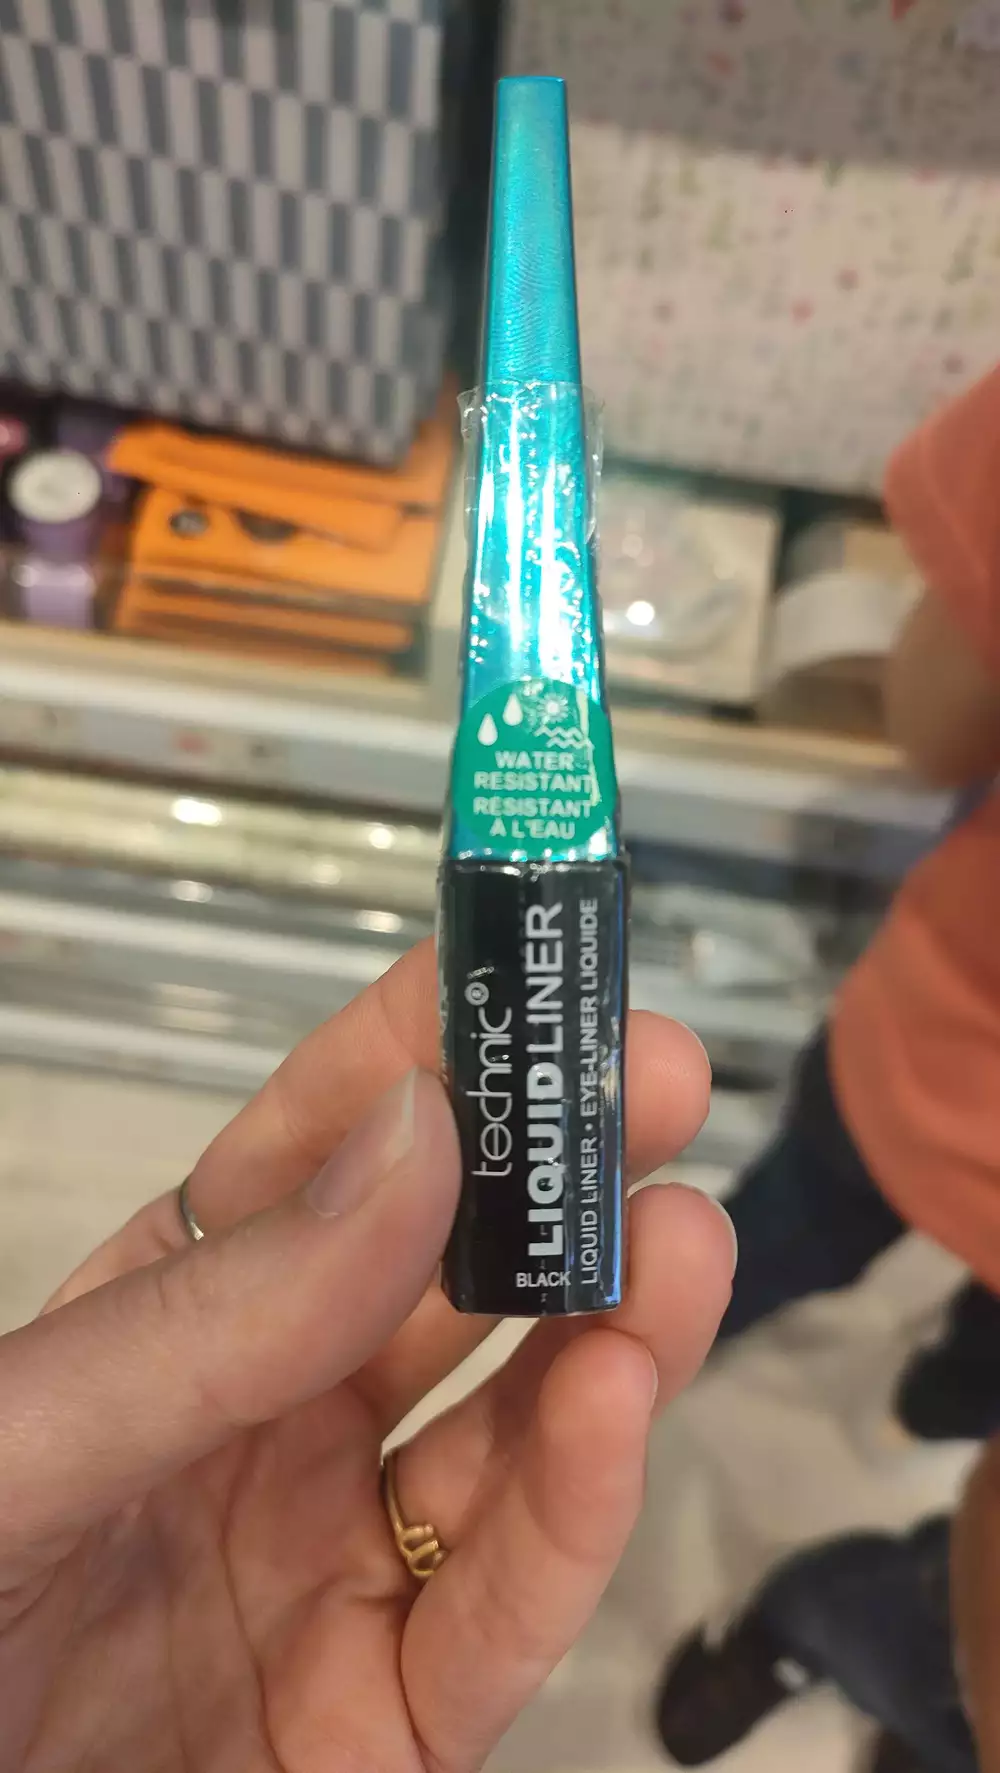 WATER
RESISTANT
RÉSISTANT
À L'EAU
technic®
LIQUID LINER
LIQUID LINER • EYE-LINER LIQUIDE
BLACK